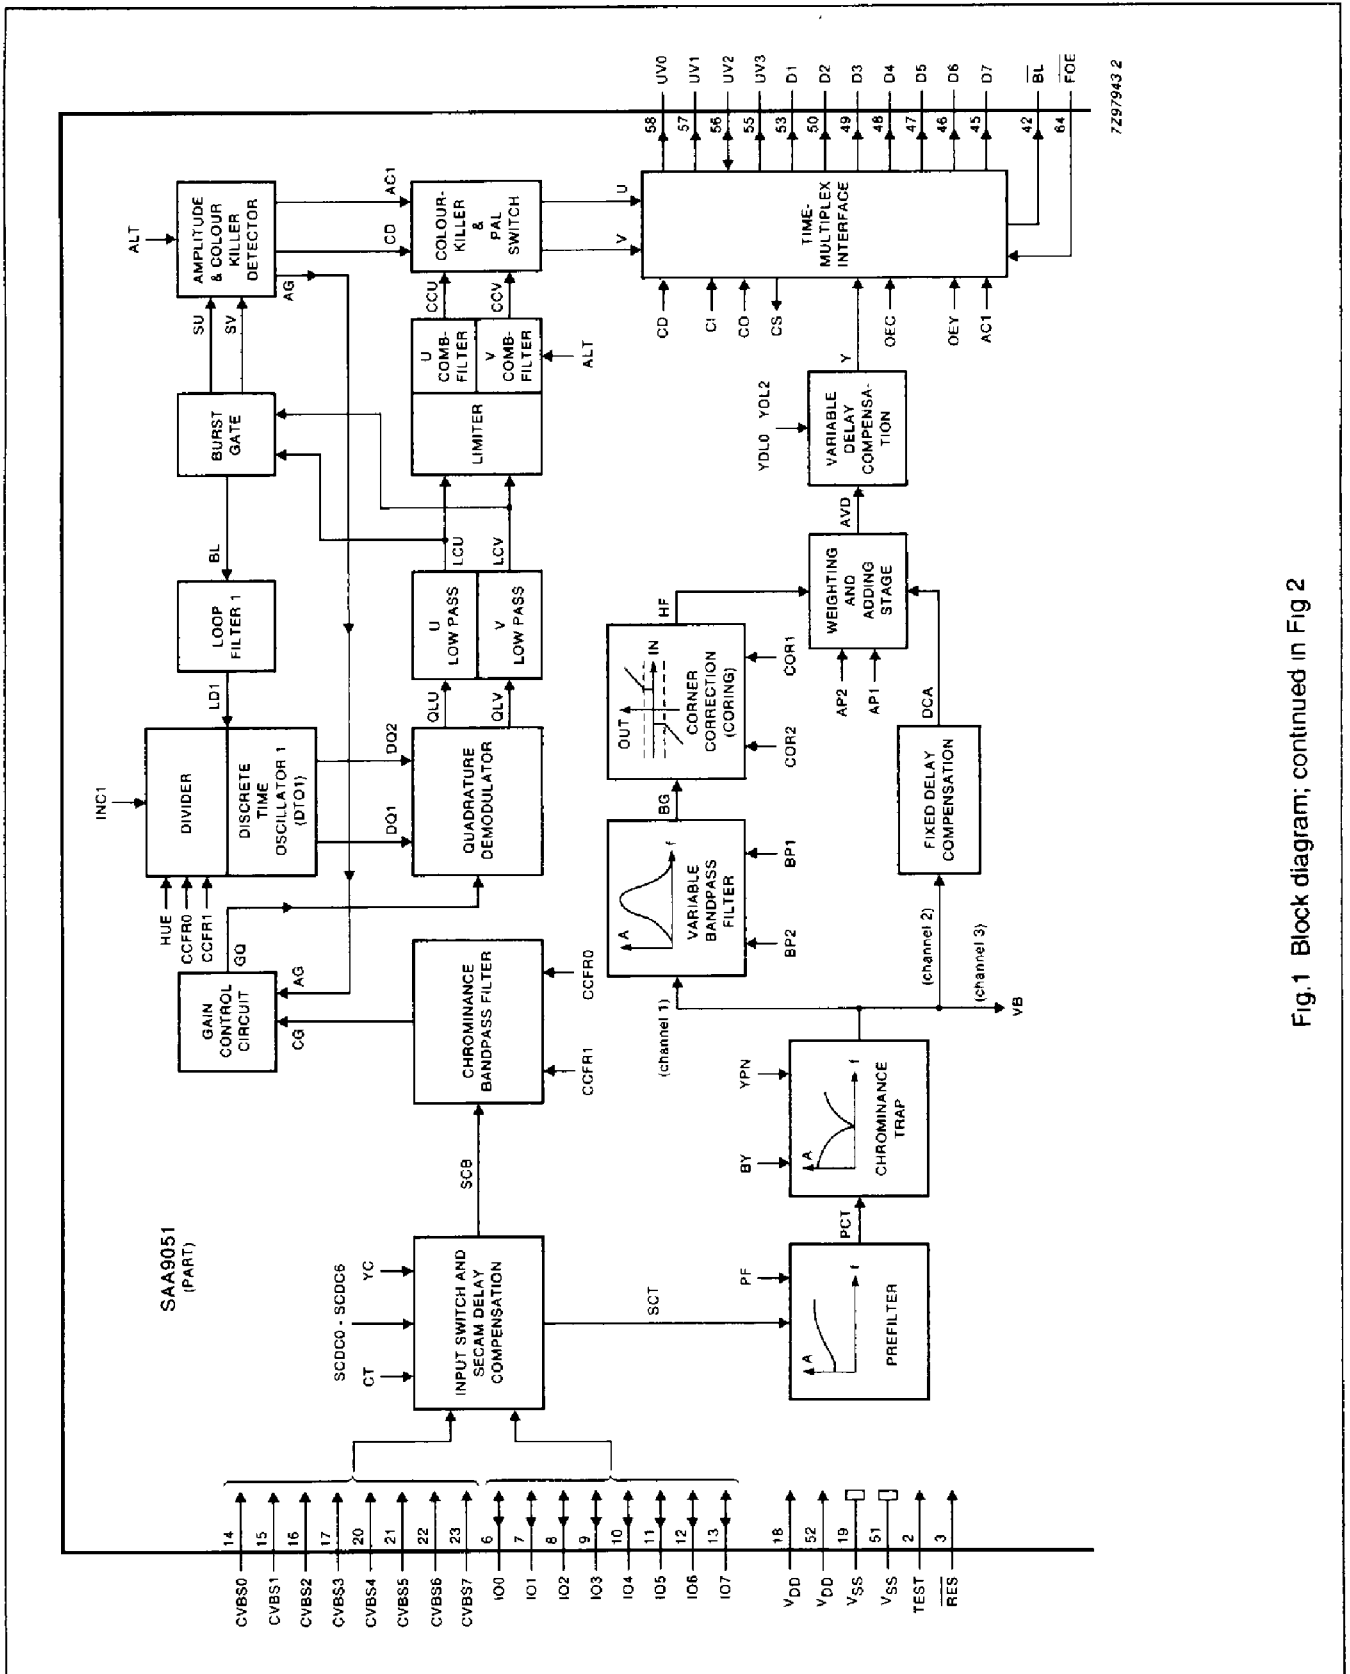 SAA9051
(PART)
CVBS0 14
CVBS1 15
CVBS2 16
CVBS3 17
CVBS4 20
CVBS5 21
CVBS6 22
CVBS7 23
IO0 6
IO1 7
IO2 8
IO3 9
IO4 10
IO5 11
IO6 12
IO7 13
VDD 18
VDD 52
VSS 19
VSS 51
TEST 2
RES 3
CT
SCDC0 - SCDC6
YC
INPUT SWITCH AND
SECAM DELAY
COMPENSATION
SCB
SCT
CHROMINANCE
BANDPASS FILTER
CCFR1
CCFR0
CG
AG
GAIN
CONTROL
CIRCUIT
GQ
HUE
CCFR0
CCFR1
INC1
DIVIDER
DISCRETE
TIME
OSCILLATOR 1
(DTO1)
LD1
LOOP
FILTER 1
BL
BURST
GATE
SU
SV
ALT
AMPLITUDE
& COLOUR
KILLER
DETECTOR
AG
DQ1
DQ2
QUADRATURE
DEMODULATOR
QLU
QLV
U
LOW PASS
V
LOW PASS
LCU
LCV
LIMITER
U
COMB-
FILTER
V
COMB-
FILTER
ALT
CCU
CCV
CD
AC1
COLOUR-
KILLER
&
PAL
SWITCH
V
U
PF
A
f
PREFILTER
PCT
BY
YPN
A
f
CHROMINANCE
TRAP
(channel 1)
(channel 2)
(channel 3)
VB
A
f
VARIABLE
BANDPASS
FILTER
BP2
BP1
BG
OUT
IN
CORNER
CORRECTION
(CORING)
COR2
COR1
HF
FIXED DELAY
COMPENSATION
DCA
AP2
AP1
WEIGHTING
AND
ADDING
STAGE
AVD
YDL0 YDL2
VARIABLE
DELAY
COMPENSA-
TION
Y
CD
CI
CO
CS
OEC
OEY
AC1
TIME-
MULTIPLEX
INTERFACE
58 UV0
57 UV1
56 UV2
55 UV3
53 D1
50 D2
49 D3
48 D4
47 D5
46 D6
45 D7
42 BL
64 FOE
7Z97943 2
Fig.1 Block diagram; continued in Fig 2